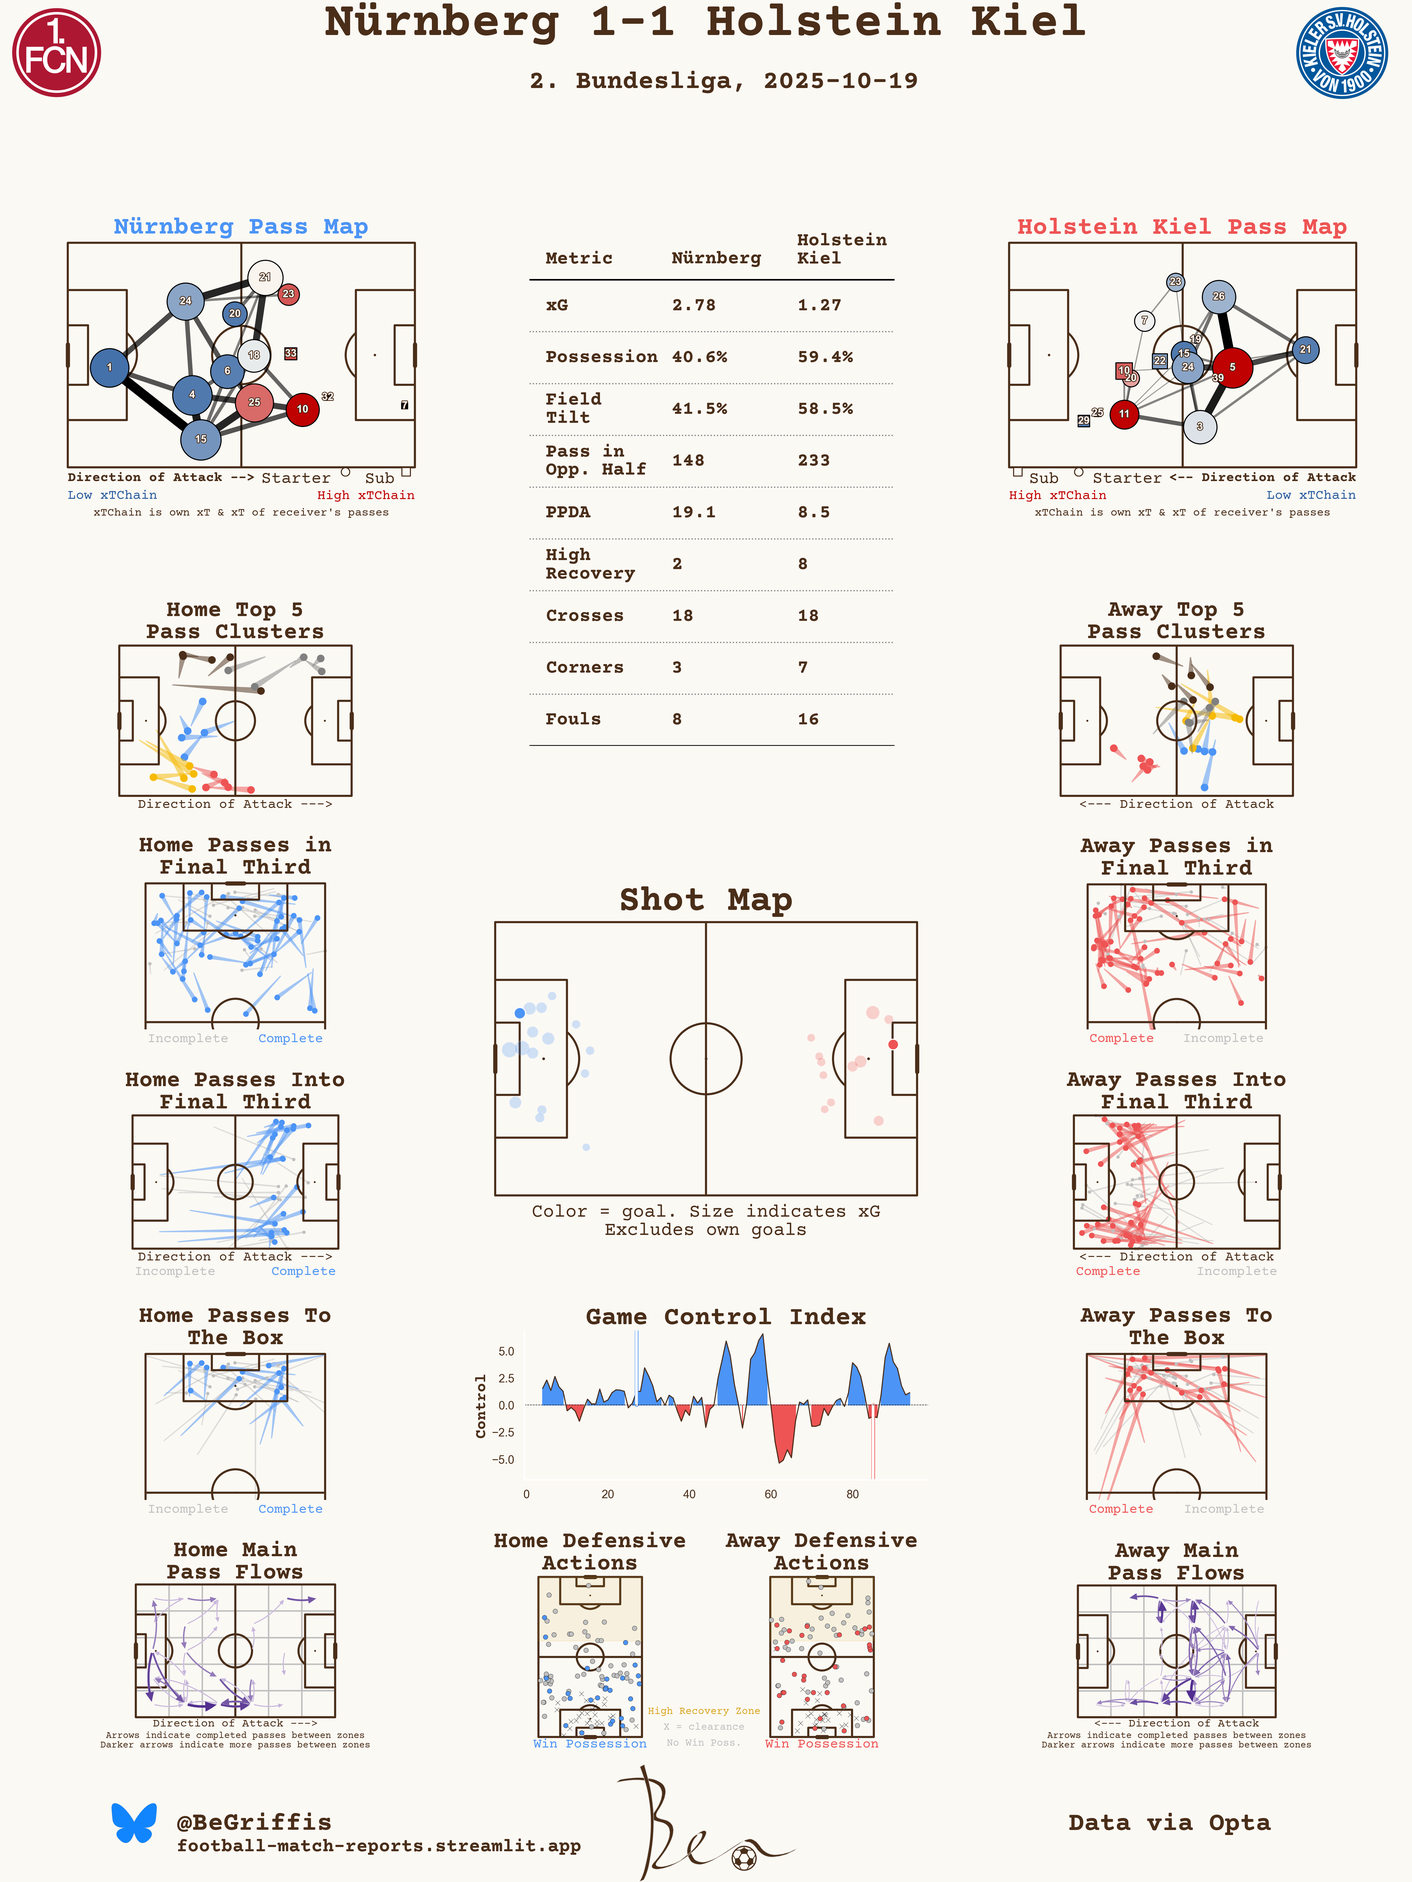 Nürnberg 1-1 Holstein Kiel
2. Bundesliga, 2025-10-19
1.
FCN
KIELER S.V. HOLSTEIN
VON 1900
Nürnberg Pass Map
21
24
23
20
18
33
1
6
4
25
10
32
7
15
Direction of Attack --> Starter Sub
Low xTChain High xTChain
xTChain is own xT & xT of receiver's passes
Metric Nürnberg Holstein Kiel
xG 2.78 1.27
Possession 40.6% 59.4%
Field Tilt 41.5% 58.5%
Pass in Opp. Half 148 233
PPDA 19.1 8.5
High Recovery 2 8
Crosses 18 18
Corners 3 7
Fouls 8 16
Holstein Kiel Pass Map
23
26
7
19
15
21
22
10
20
24
5
39
11
25
29
3
Sub Starter <-- Direction of Attack
High xTChain Low xTChain
xTChain is own xT & xT of receiver's passes
Home Top 5
Pass Clusters
Direction of Attack --->
Away Top 5
Pass Clusters
<--- Direction of Attack
Home Passes in
Final Third
Incomplete Complete
Away Passes in
Final Third
Complete Incomplete
Shot Map
Color = goal. Size indicates xG
Excludes own goals
Home Passes Into
Final Third
Direction of Attack --->
Incomplete Complete
Away Passes Into
Final Third
<--- Direction of Attack
Complete Incomplete
Home Passes To
The Box
Incomplete Complete
Game Control Index
Control
5.0
2.5
0.0
−2.5
−5.0
0 20 40 60 80
Away Passes To
The Box
Complete Incomplete
Home Main
Pass Flows
Direction of Attack --->
Arrows indicate completed passes between zones
Darker arrows indicate more passes between zones
Home Defensive
Actions
Win Possession
High Recovery Zone
X = clearance
No Win Poss.
Away Defensive
Actions
Win Possession
Away Main
Pass Flows
<--- Direction of Attack
Arrows indicate completed passes between zones
Darker arrows indicate more passes between zones
@BeGriffis
football-match-reports.streamlit.app
Ben
Data via Opta